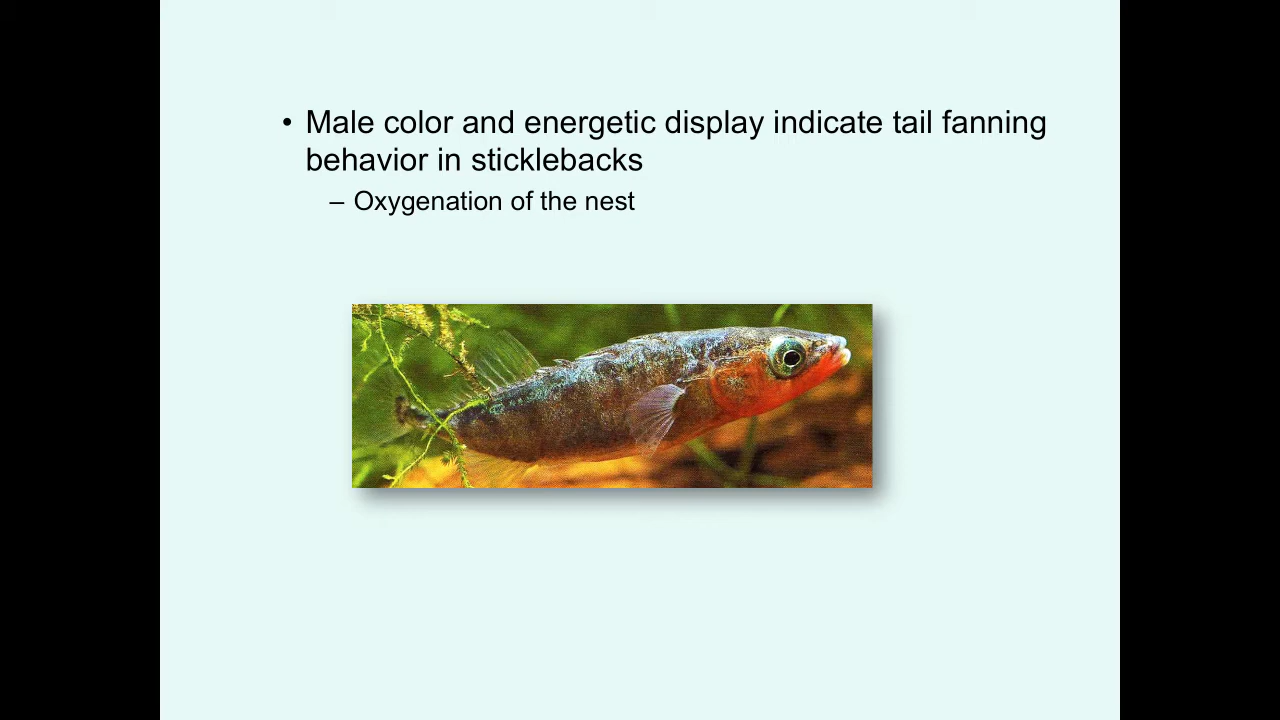 • Male color and energetic display indicate tail fanning
behavior in sticklebacks
– Oxygenation of the nest